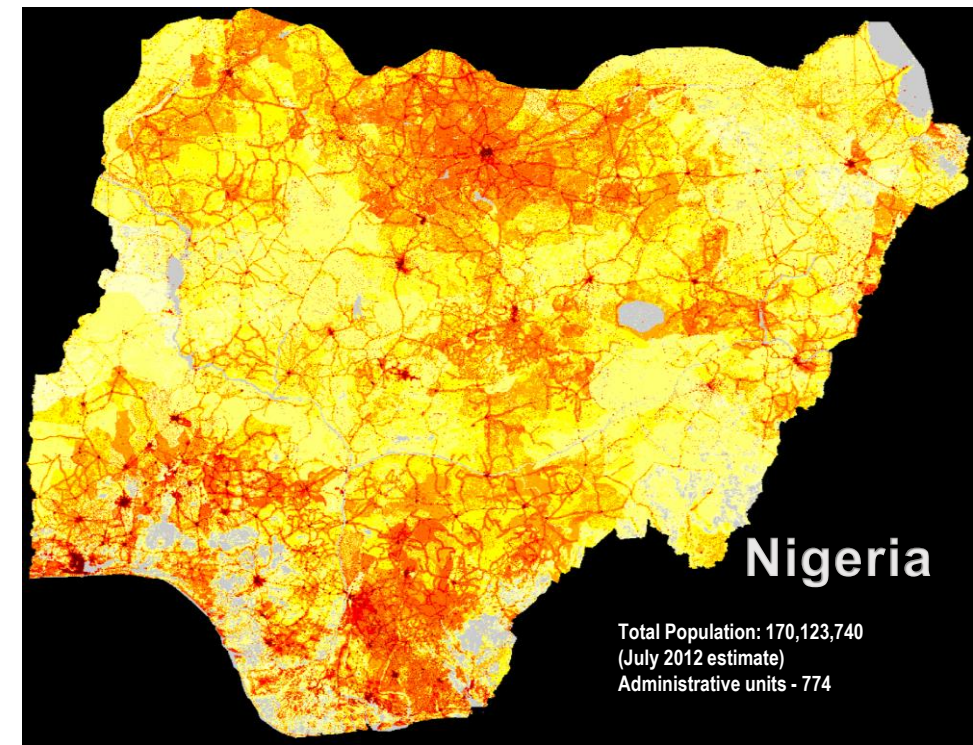 Nigeria
Total Population: 170,123,740
(July 2012 estimate)
Administrative units - 774